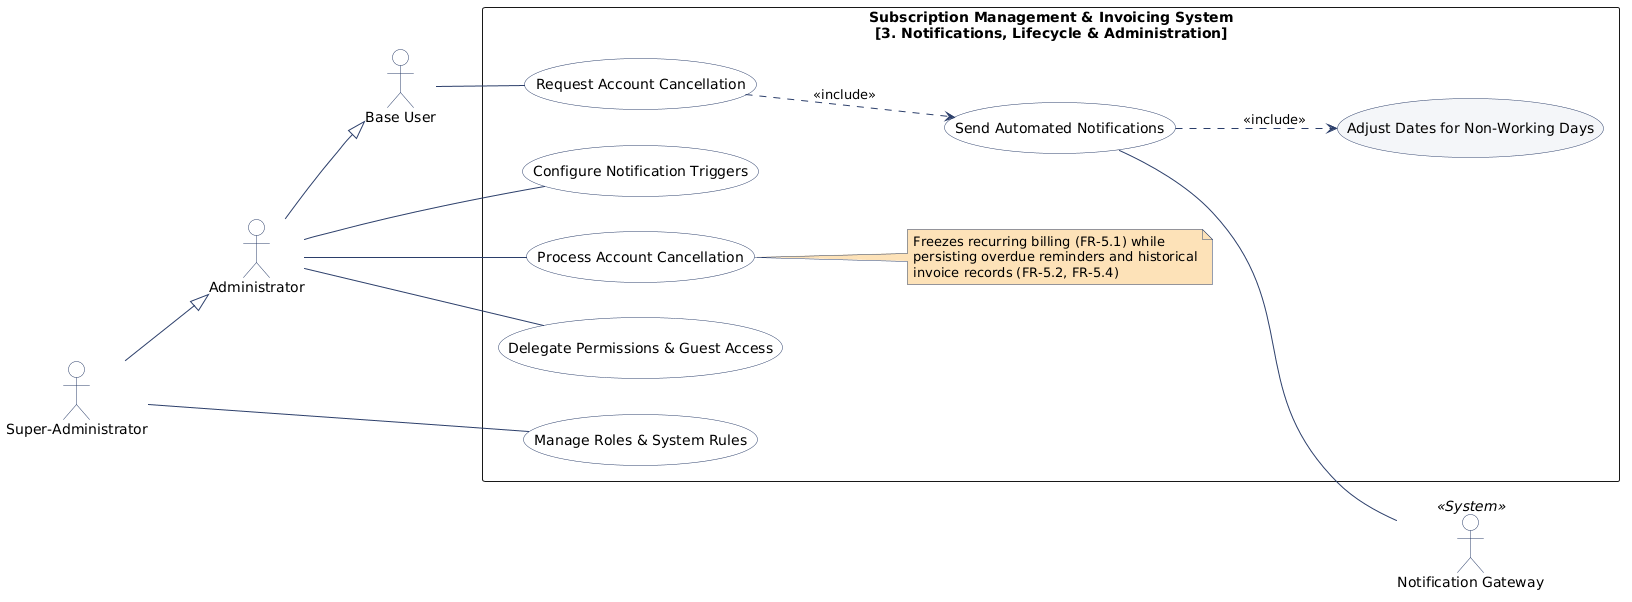 Subscription Management & Invoicing System
[3. Notifications, Lifecycle & Administration]
Base User
Request Account Cancellation
«include»
Send Automated Notifications
«include»
Adjust Dates for Non-Working Days
Configure Notification Triggers
Administrator
Process Account Cancellation
Freezes recurring billing (FR-5.1) while
persisting overdue reminders and historical
invoice records (FR-5.2, FR-5.4)
Delegate Permissions & Guest Access
Super-Administrator
Manage Roles & System Rules
«System»
Notification Gateway